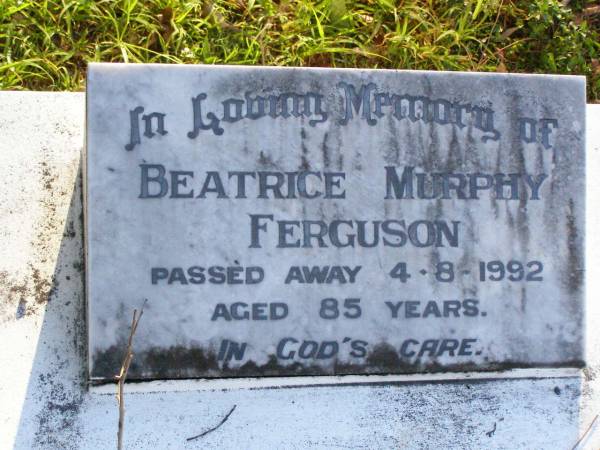 In Loving Memory of
BEATRICE MURPHY
FERGUSON
PASSED AWAY 4-8-1992
AGED 85 YEARS.
IN GOD'S CARE.